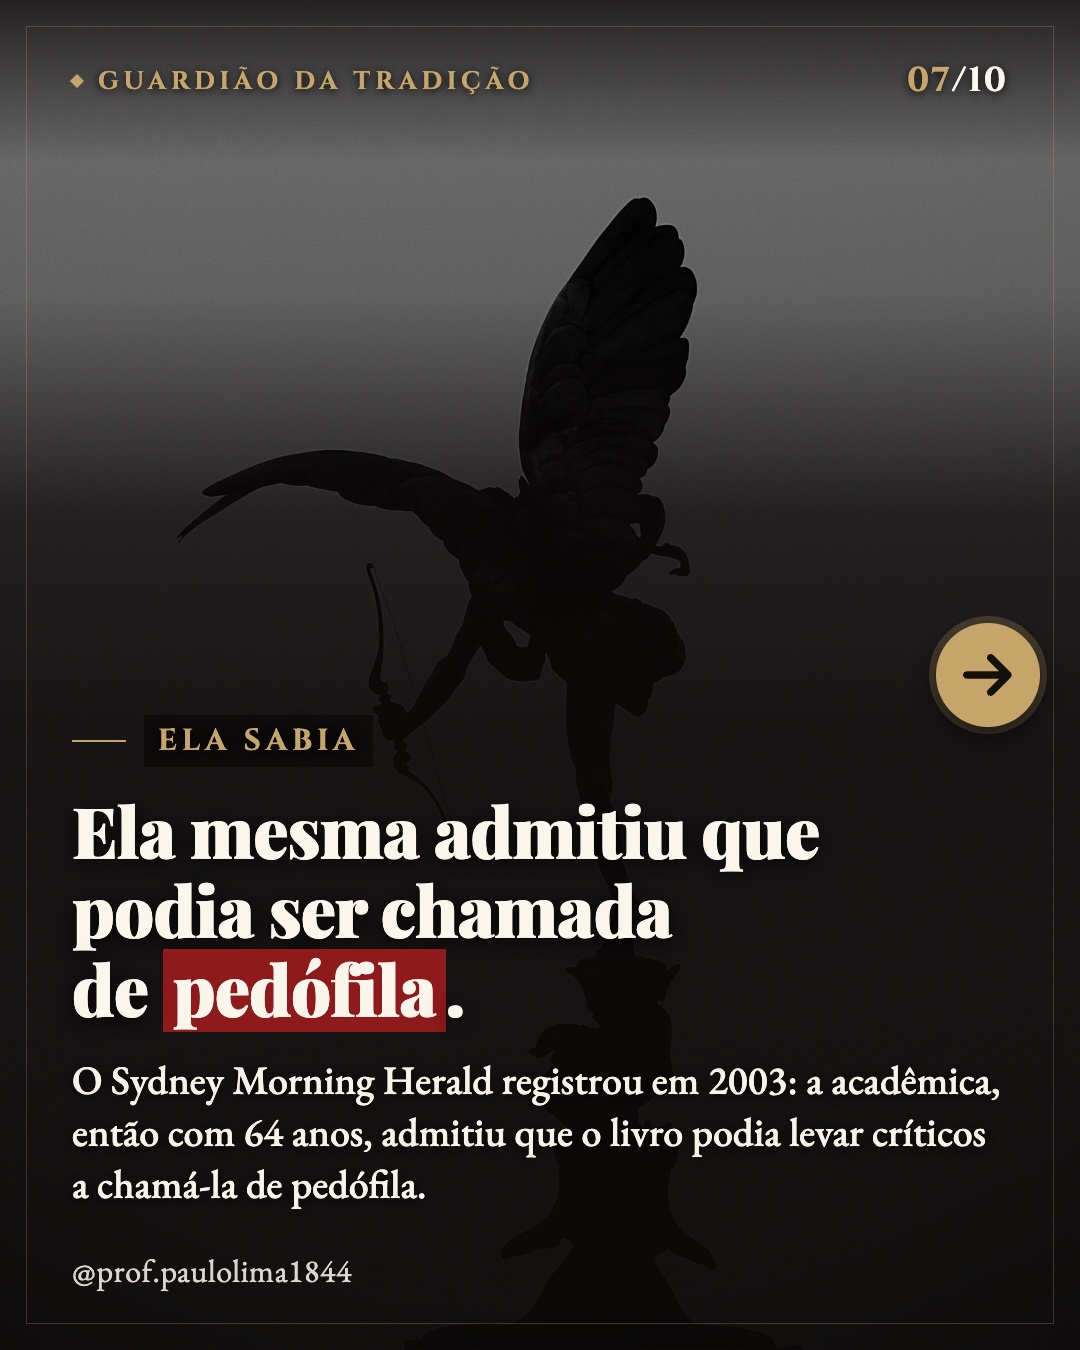 GUARDIÃO DA TRADIÇÃO
07/10
ELA SABIA
Ela mesma admitiu que
podia ser chamada
de pedófila.
O Sydney Morning Herald registrou em 2003: a acadêmica,
então com 64 anos, admitiu que o livro podia levar críticos
a chamá-la de pedófila.
@prof.paulolima1844